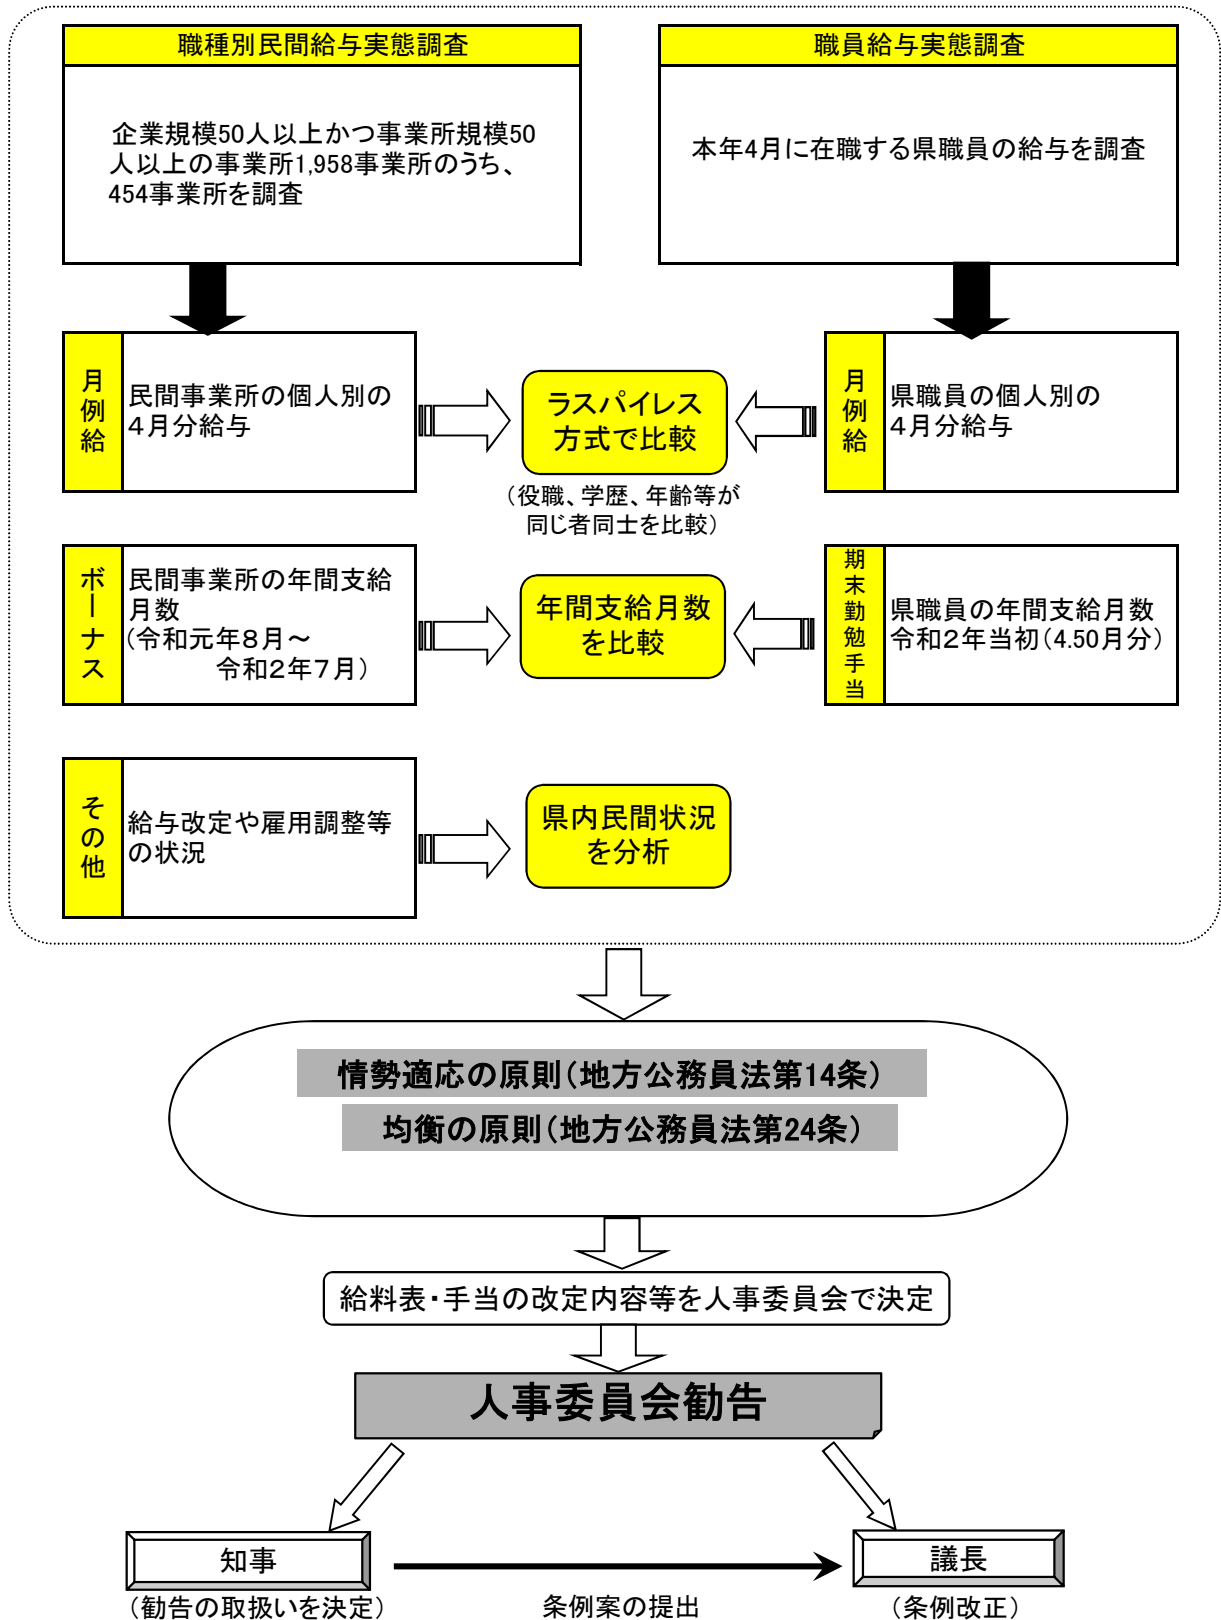 職種別民間給与実態調査
企業規模50人以上かつ事業所規模50
人以上の事業所1,958事業所のうち、
454事業所を調査
職員給与実態調査
本年4月に在職する県職員の給与を調査
月例給
民間事業所の個人別の
４月分給与
ラスパイレス
方式で比較
（役職、学歴、年齢等が
同じ者同士を比較）
月例給
県職員の個人別の
４月分給与
ボーナス
民間事業所の年間支給
月数
（令和元年８月～
令和２年７月）
年間支給月数
を比較
期末勤勉手当
県職員の年間支給月数
令和２年当初（4.50月分）
その他
給与改定や雇用調整等
の状況
県内民間状況
を分析
情勢適応の原則（地方公務員法第14条）
均衡の原則（地方公務員法第24条）
給料表・手当の改定内容等を人事委員会で決定
人事委員会勧告
知事
議長
（勧告の取扱いを決定）
条例案の提出
（条例改正）